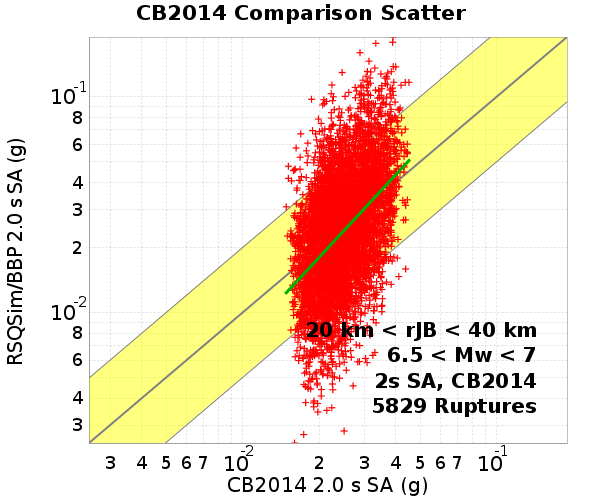 CB2014 Comparison Scatter
RSQSim/BBP 2.0 s SA (g)
10-1
8
6
4
3
2
10-2
8
6
4
3
20 km < rJB < 40 km
6.5 < Mw < 7
2s SA, CB2014
5829 Ruptures
3 4 5 6 7 10-2 2 3 4 5 6 7 10-1
CB2014 2.0 s SA (g)